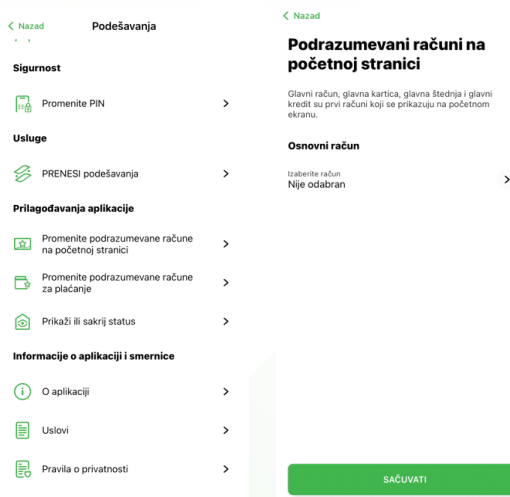 Nazad
Podešavanja
Sigurnost
Promenite PIN
Usluge
PRENESI podešavanja
Prilagođavanja aplikacije
Promenite podrazumevane račune
na početnoj stranici
Promenite podrazumevane račune
za plaćanje
Prikaži ili sakrij status
Informacije o aplikaciji i smernice
O aplikaciji
Uslovi
Pravila o privatnosti
Nazad
Podrazumevani računi na
početnoj stranici
Glavni račun, glavna kartica, glavna štednja i glavni
kredit su prvi računi koji se prikazuju na početnom
ekranu.
Osnovni račun
Izaberite račun
Nije odabran
SAČUVATI